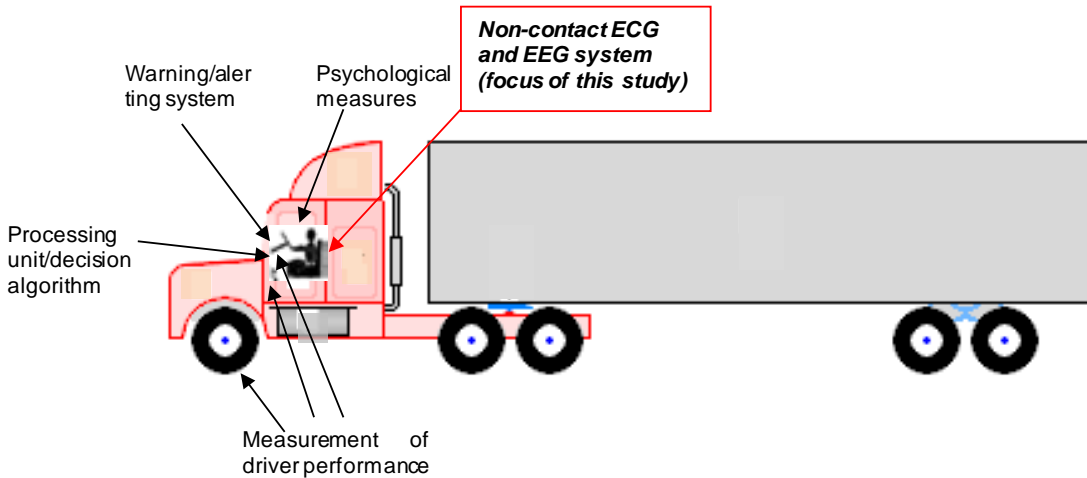 Non-contact ECG
and EEG system
(focus of this study)
Warning/aler
ting system
Psychological
measures
Processing
unit/decision
algorithm
Measurement of
driver performance